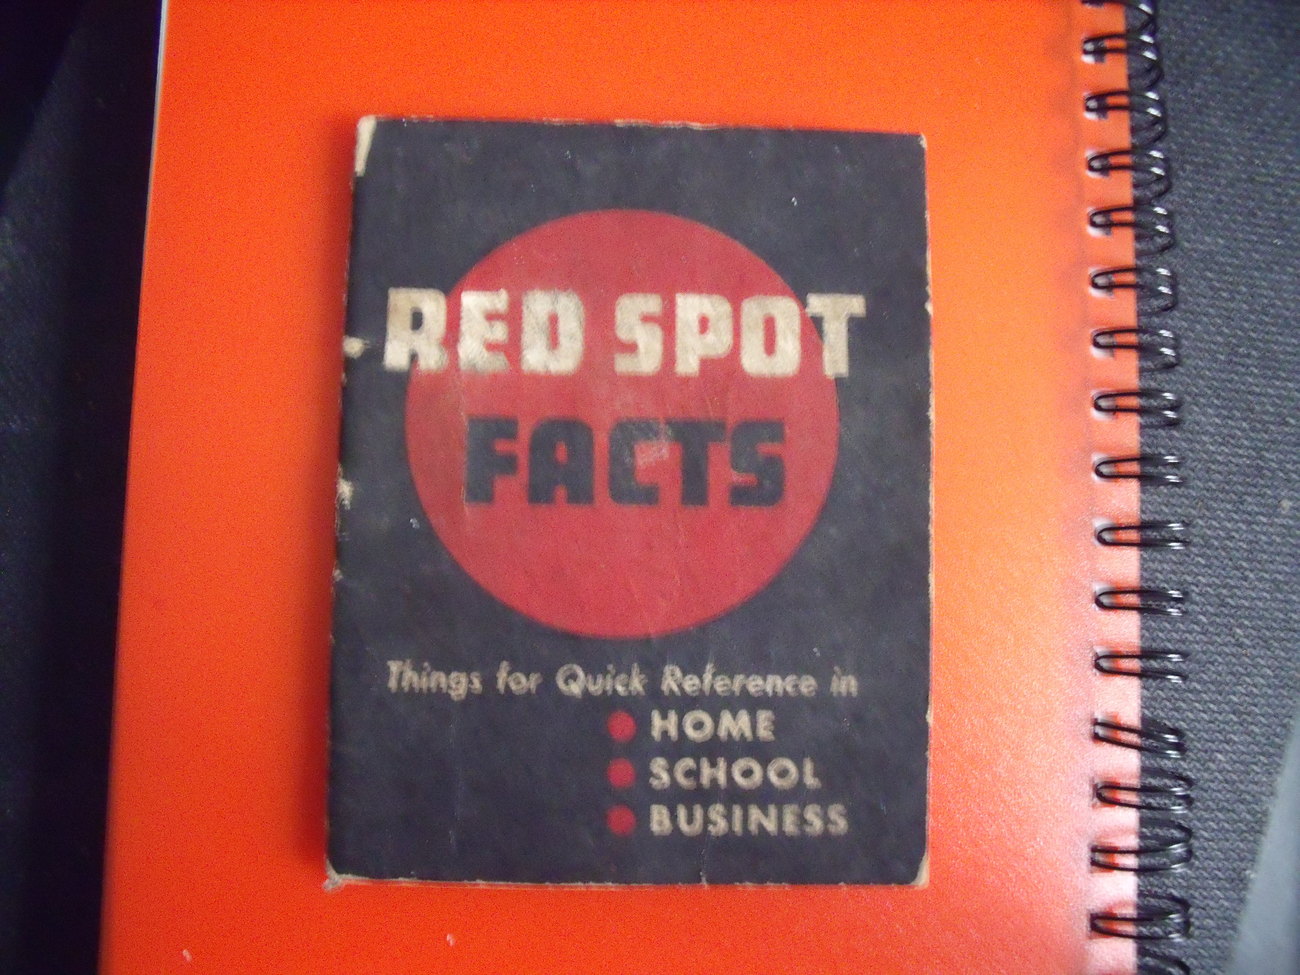 RED SPOT
FACTS
Things for Quick Reference in
HOME
SCHOOL
BUSINESS